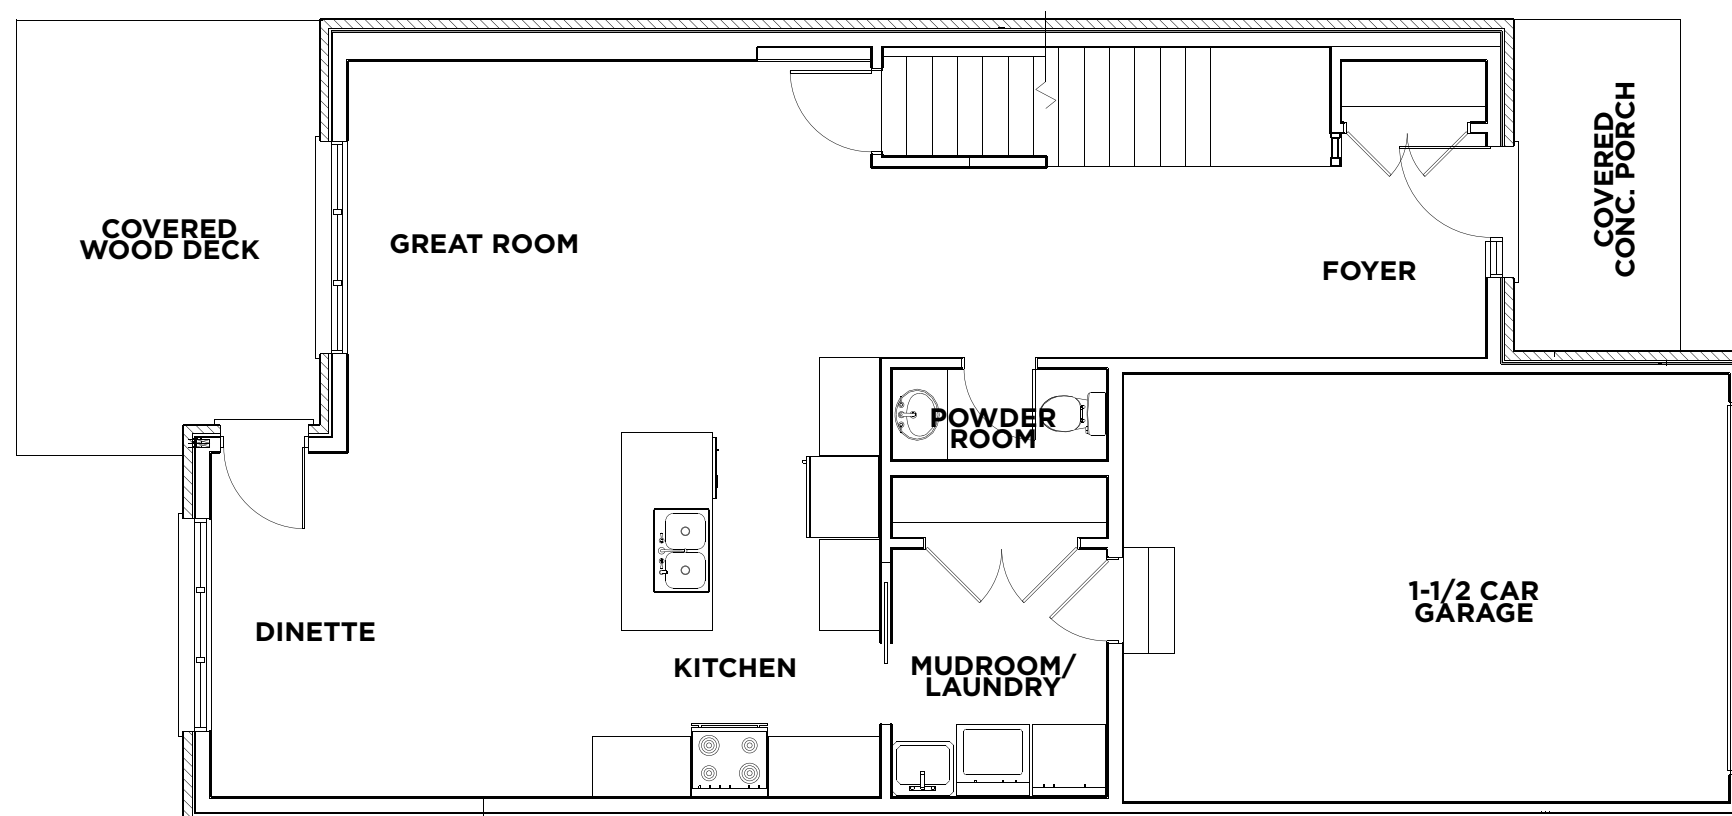 COVERED
WOOD DECK
GREAT ROOM
FOYER
COVERED
CONC. PORCH
POWDER
ROOM
DINETTE
KITCHEN
MUDROOM/
LAUNDRY
1-1/2 CAR
GARAGE